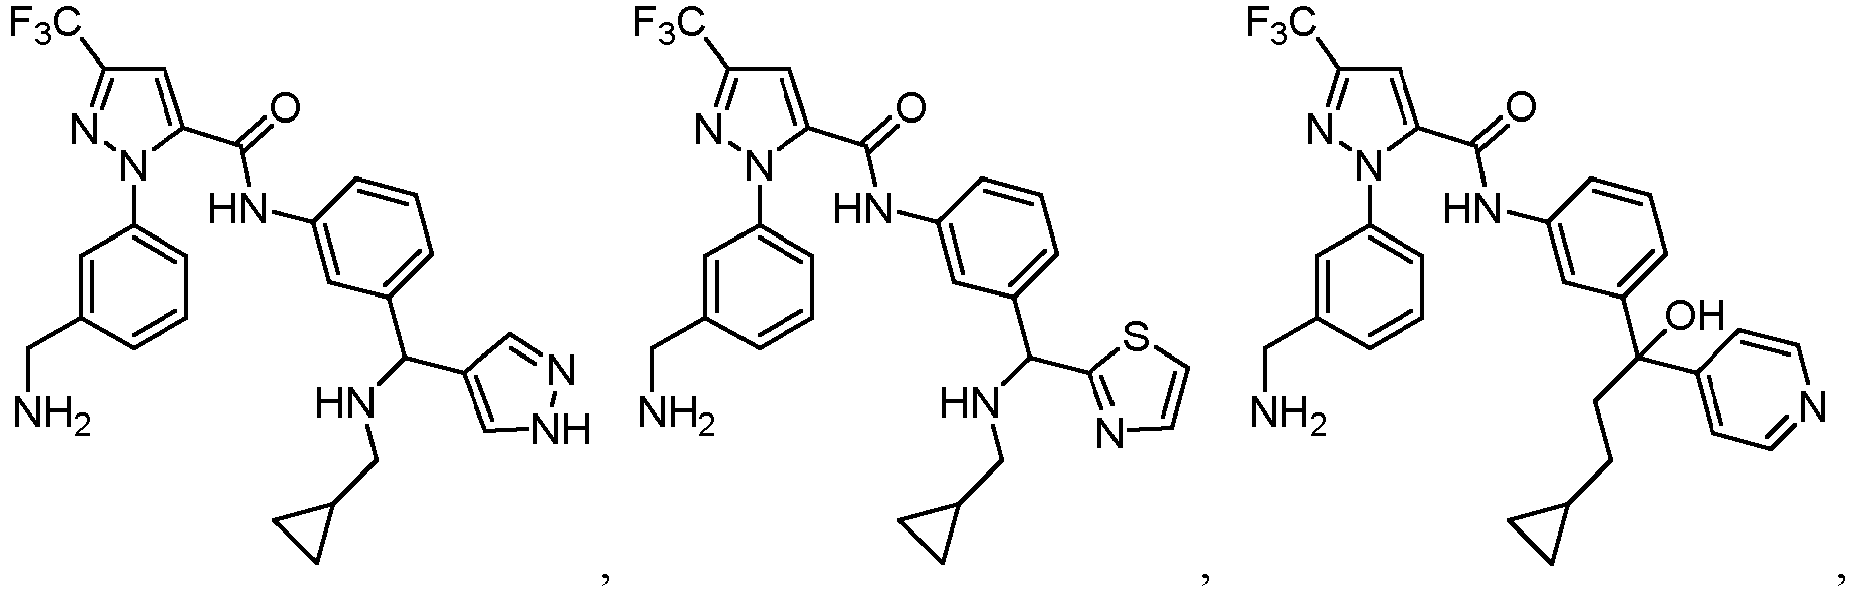 F3C F3C F3C
O O O
N N N
N N N
HN HN HN
S
OH
N
HN HN N
NH2 NH NH2 N NH2
, , ,